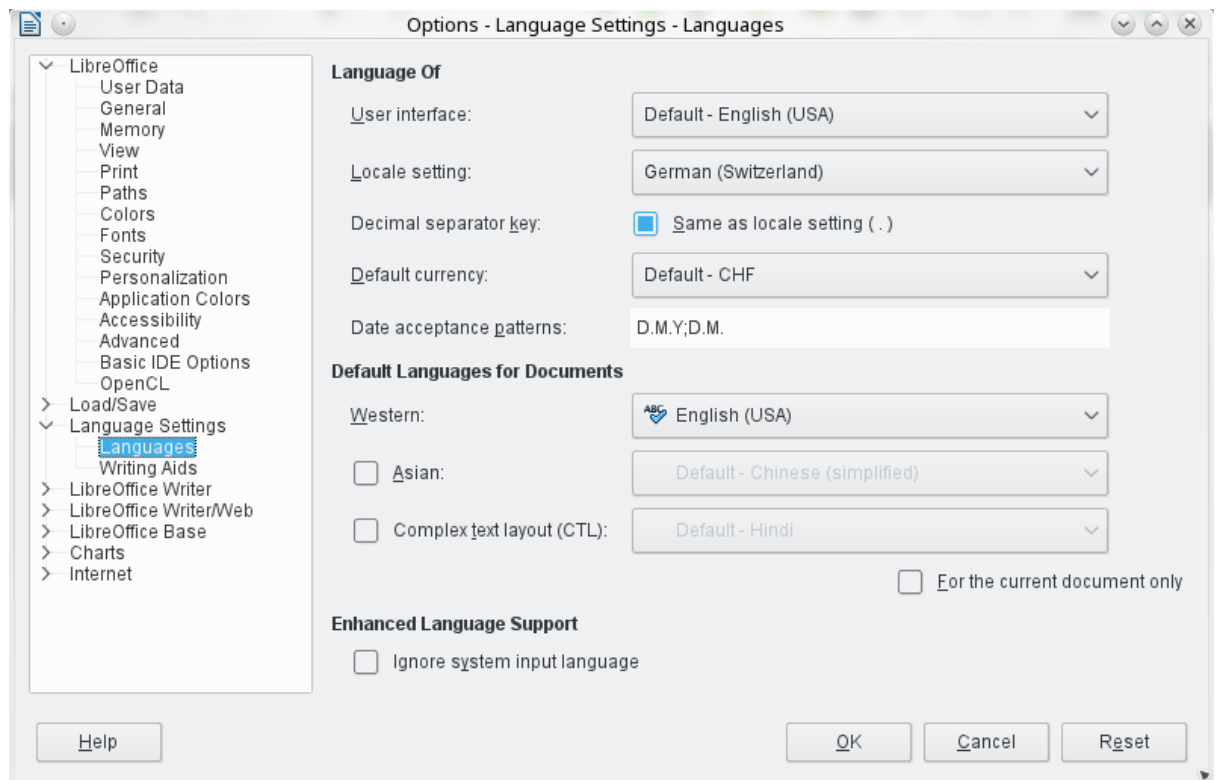 Options - Language Settings - Languages
LibreOffice
User Data
General
Memory
View
Print
Paths
Colors
Fonts
Security
Personalization
Application Colors
Accessibility
Advanced
Basic IDE Options
OpenCL
Load/Save
Language Settings
Languages
Writing Aids
LibreOffice Writer
LibreOffice Writer/Web
LibreOffice Base
Charts
Internet
Language Of
User interface: Default - English (USA)
Locale setting: German (Switzerland)
Decimal separator key: Same as locale setting ( . )
Default currency: Default - CHF
Date acceptance patterns: D.M.Y;D.M.
Default Languages for Documents
Western: ABC English (USA)
Asian: Default - Chinese (simplified)
Complex text layout (CTL): Default - Hindi
For the current document only
Enhanced Language Support
Ignore system input language
Help OK Cancel Reset